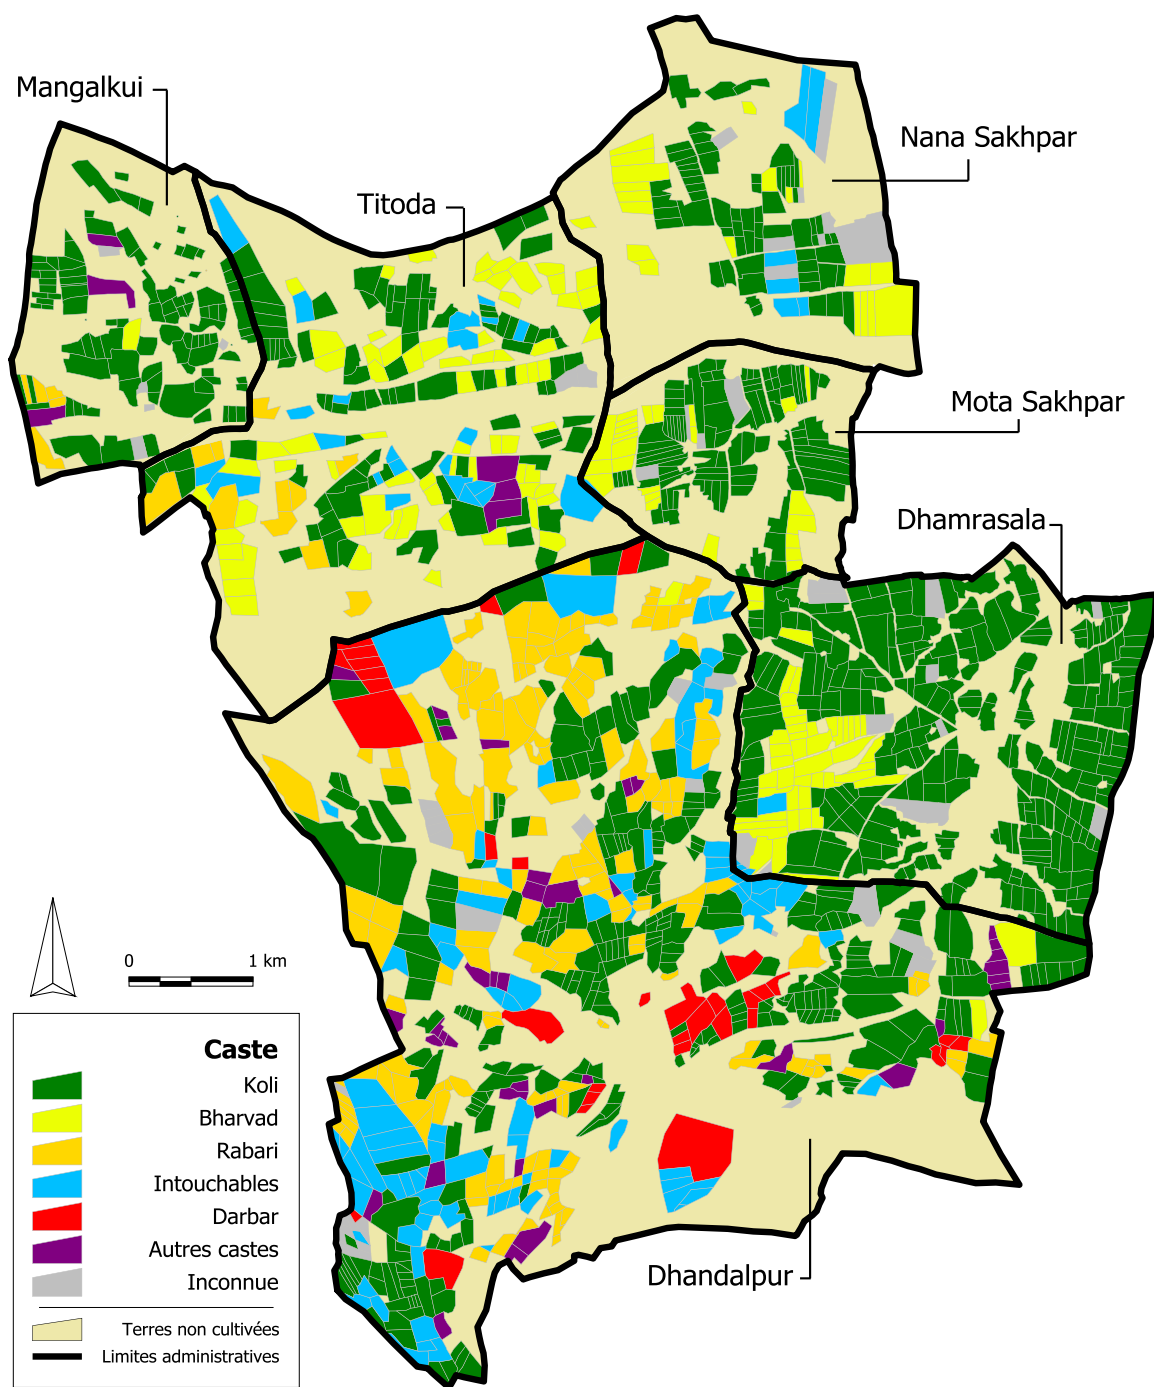 Mangalkui
Nana Sakhpar
Titoda
Mota Sakhpar
Dhamrasala
0 1 km
Caste
Koli
Bharvad
Rabari
Intouchables
Darbar
Autres castes
Inconnue
Terres non cultivées
Limites administratives
Dhandalpur